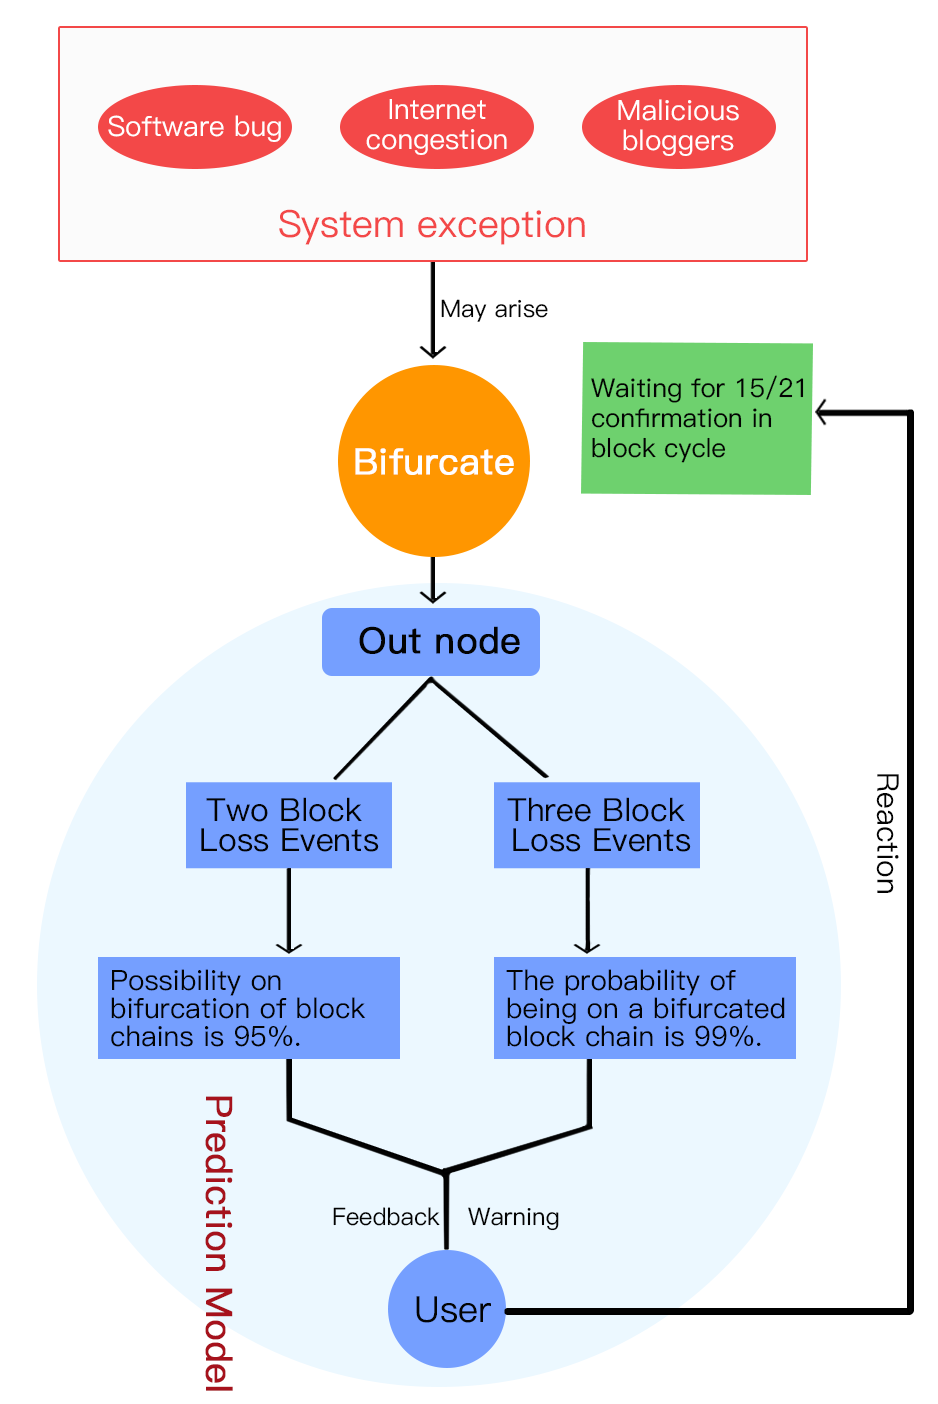 Software bug
Internet
congestion
Malicious
bloggers
System exception
May arise
Waiting for 15/21
confirmation in
block cycle
Bifurcate
Out node
Two Block
Loss Events
Three Block
Loss Events
Reaction
Possibility on
bifurcation of block
chains is 95%.
The probability of
being on a bifurcated
block chain is 99%.
Prediction Model
Feedback
Warning
User